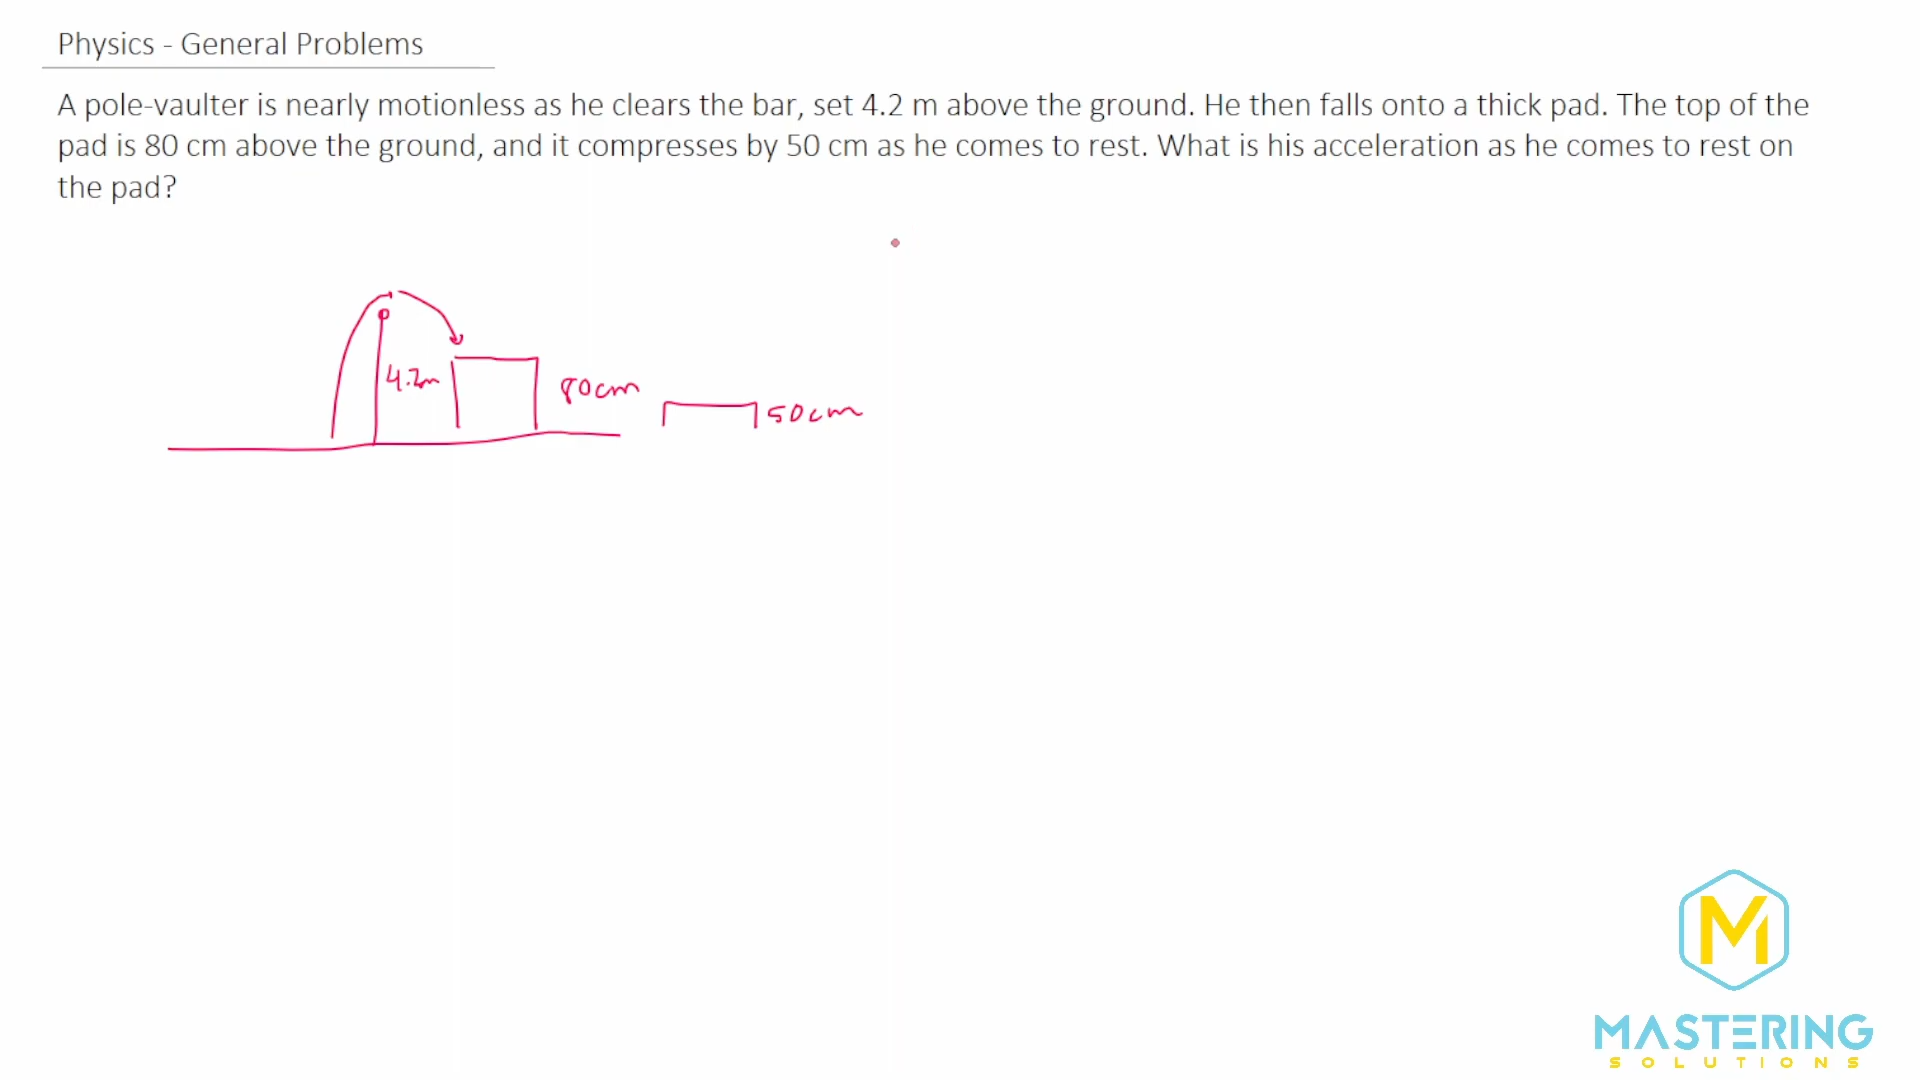 Physics - General Problems
A pole-vaulter is nearly motionless as he clears the bar, set 4.2 m above the ground. He then falls onto a thick pad. The top of the
pad is 80 cm above the ground, and it compresses by 50 cm as he comes to rest. What is his acceleration as he comes to rest on
the pad?
4.2m
80cm
50cm
M
MASTERING
SOLUTIONS